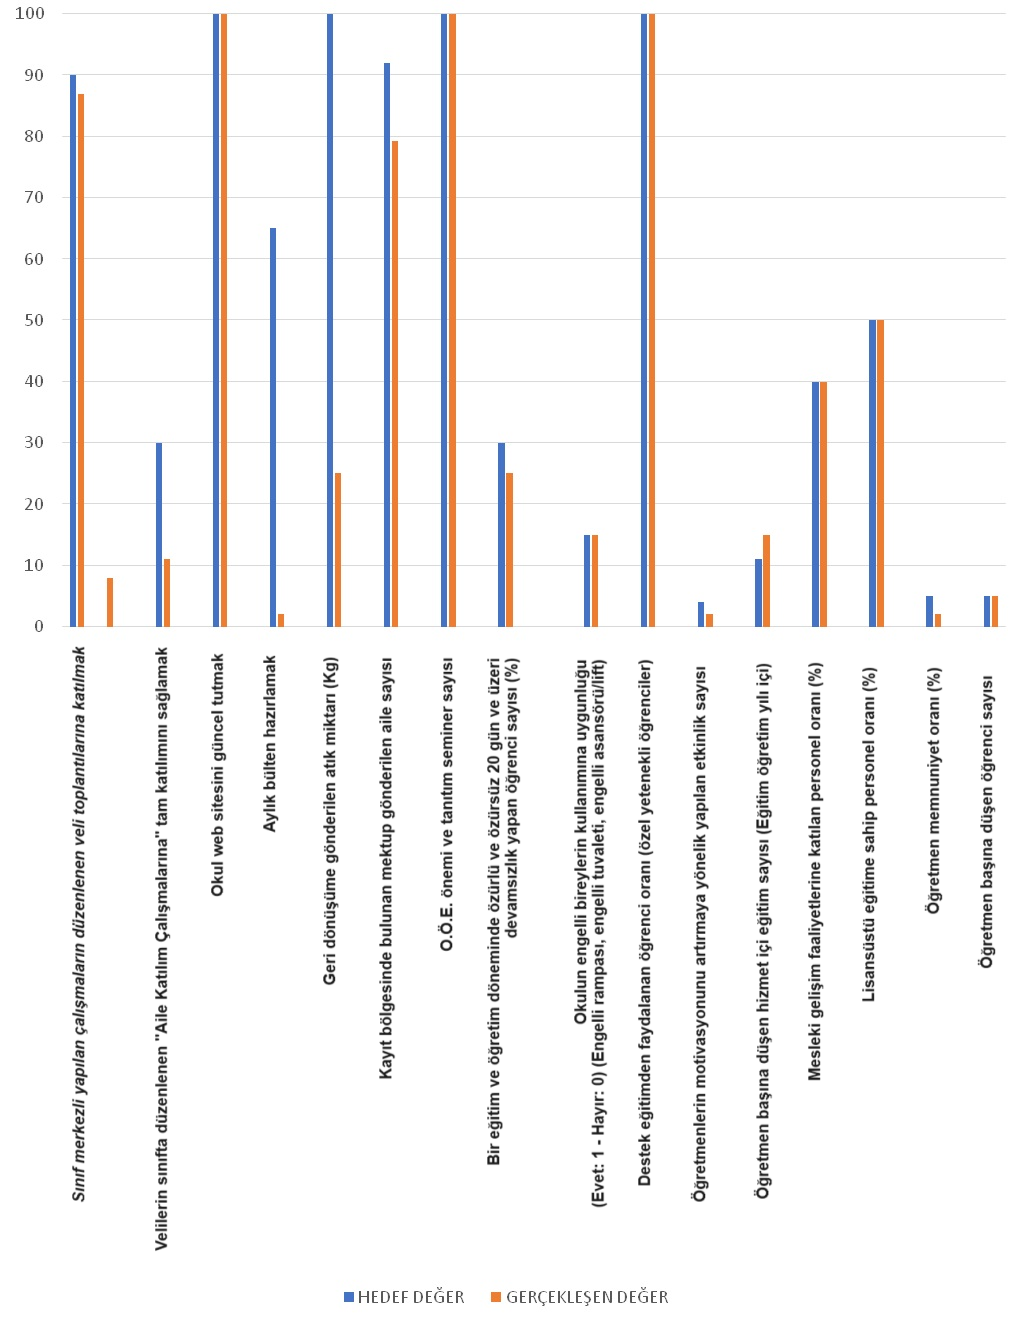 100
90
80
70
60
50
40
30
20
10
0
Sınıf merkezli yapılan çalışmaların düzenlenen veli toplantılarına katılmak
Velilerin sınıfta düzenlenen "Aile Katılım Çalışmalarına" tam katılımını sağlamak
Okul web sitesini güncel tutmak
Aylık bülten hazırlamak
Geri dönüşüme gönderilen atık miktarı (Kg)
Kayıt bölgesinde bulunan mektup gönderilen aile sayısı
O.Ö.E. önemi ve tanıtım seminer sayısı
Bir eğitim ve öğretim döneminde özürlü ve özürsüz 20 gün ve üzeri
devamsızlık yapan öğrenci sayısı (%)
Okulun engelli bireylerin kullanımına uygunluğu
(Evet: 1 - Hayır: 0) (Engelli rampası, engelli tuvaleti, engelli asansörü/lift)
Destek eğitimden faydalanan öğrenci oranı (özel yetenekli öğrenciler)
Öğretmenlerin motivasyonunu artırmaya yönelik yapılan etkinlik sayısı
Öğretmen başına düşen hizmet içi eğitim sayısı (Eğitim öğretim yılı içi)
Mesleki gelişim faaliyetlerine katılan personel oranı (%)
Lisansüstü eğitime sahip personel oranı (%)
Öğretmen memnuniyet oranı (%)
Öğretmen başına düşen öğrenci sayısı
HEDEF DEĞER
GERÇEKLEŞEN DEĞER